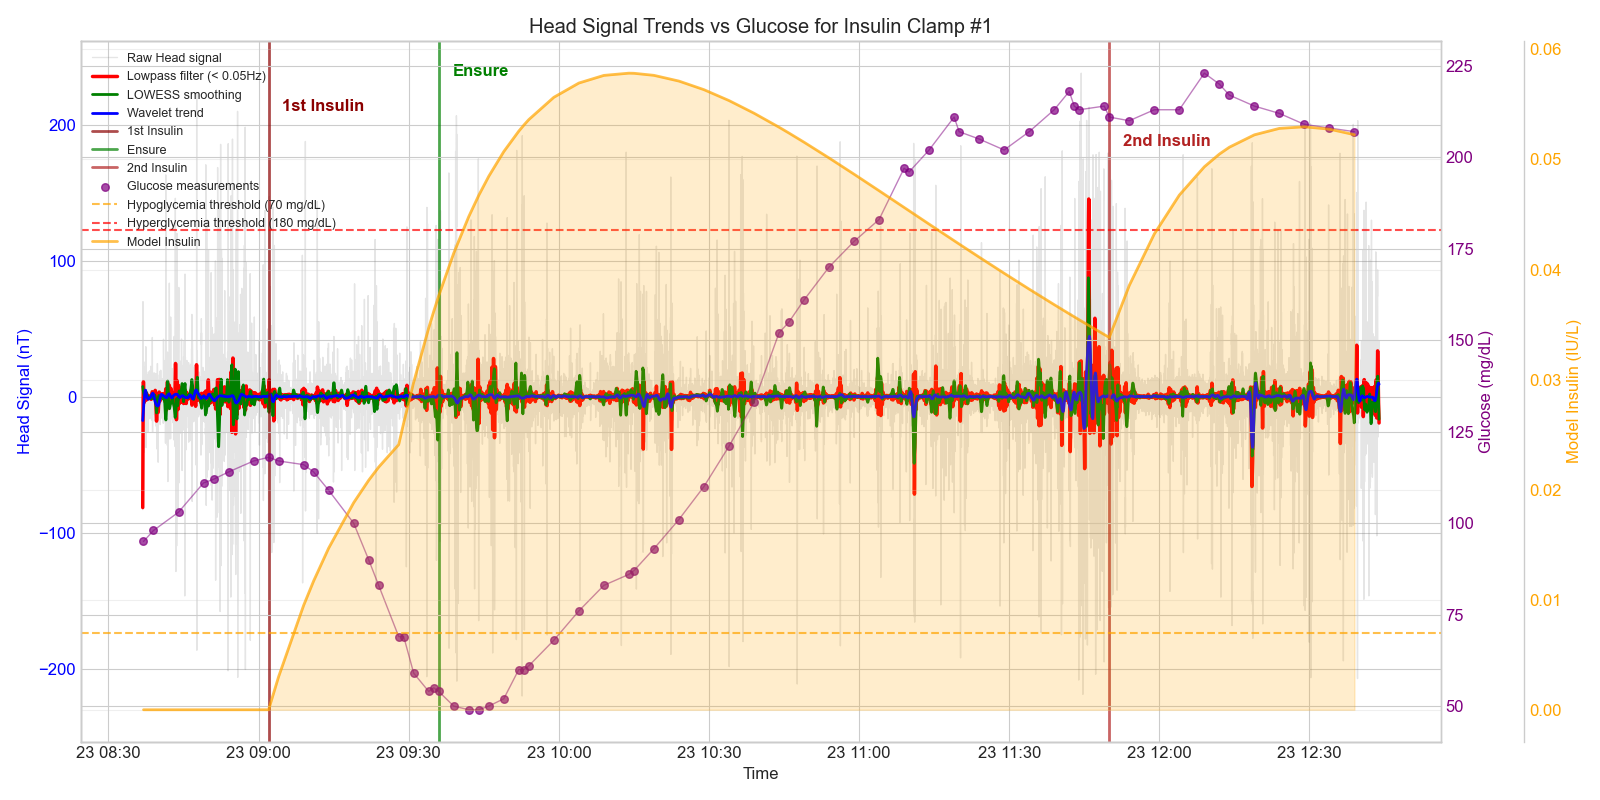 Head Signal Trends vs Glucose for Insulin Clamp #1
Raw Head signal
Lowpass filter (< 0.05Hz)
LOWESS smoothing
Wavelet trend
1st Insulin
Ensure
2nd Insulin
Glucose measurements
Hypoglycemia threshold (70 mg/dL)
Hyperglycemia threshold (180 mg/dL)
Model Insulin
1st Insulin
Ensure
2nd Insulin
Head Signal (nT)
200
100
0
−100
−200
225
200
175
150
125
100
75
50
Glucose (mg/dL)
0.06
0.05
0.04
0.03
0.02
0.01
0.00
Model Insulin (IU/L)
23 08:30
23 09:00
23 09:30
23 10:00
23 10:30
23 11:00
23 11:30
23 12:00
23 12:30
Time